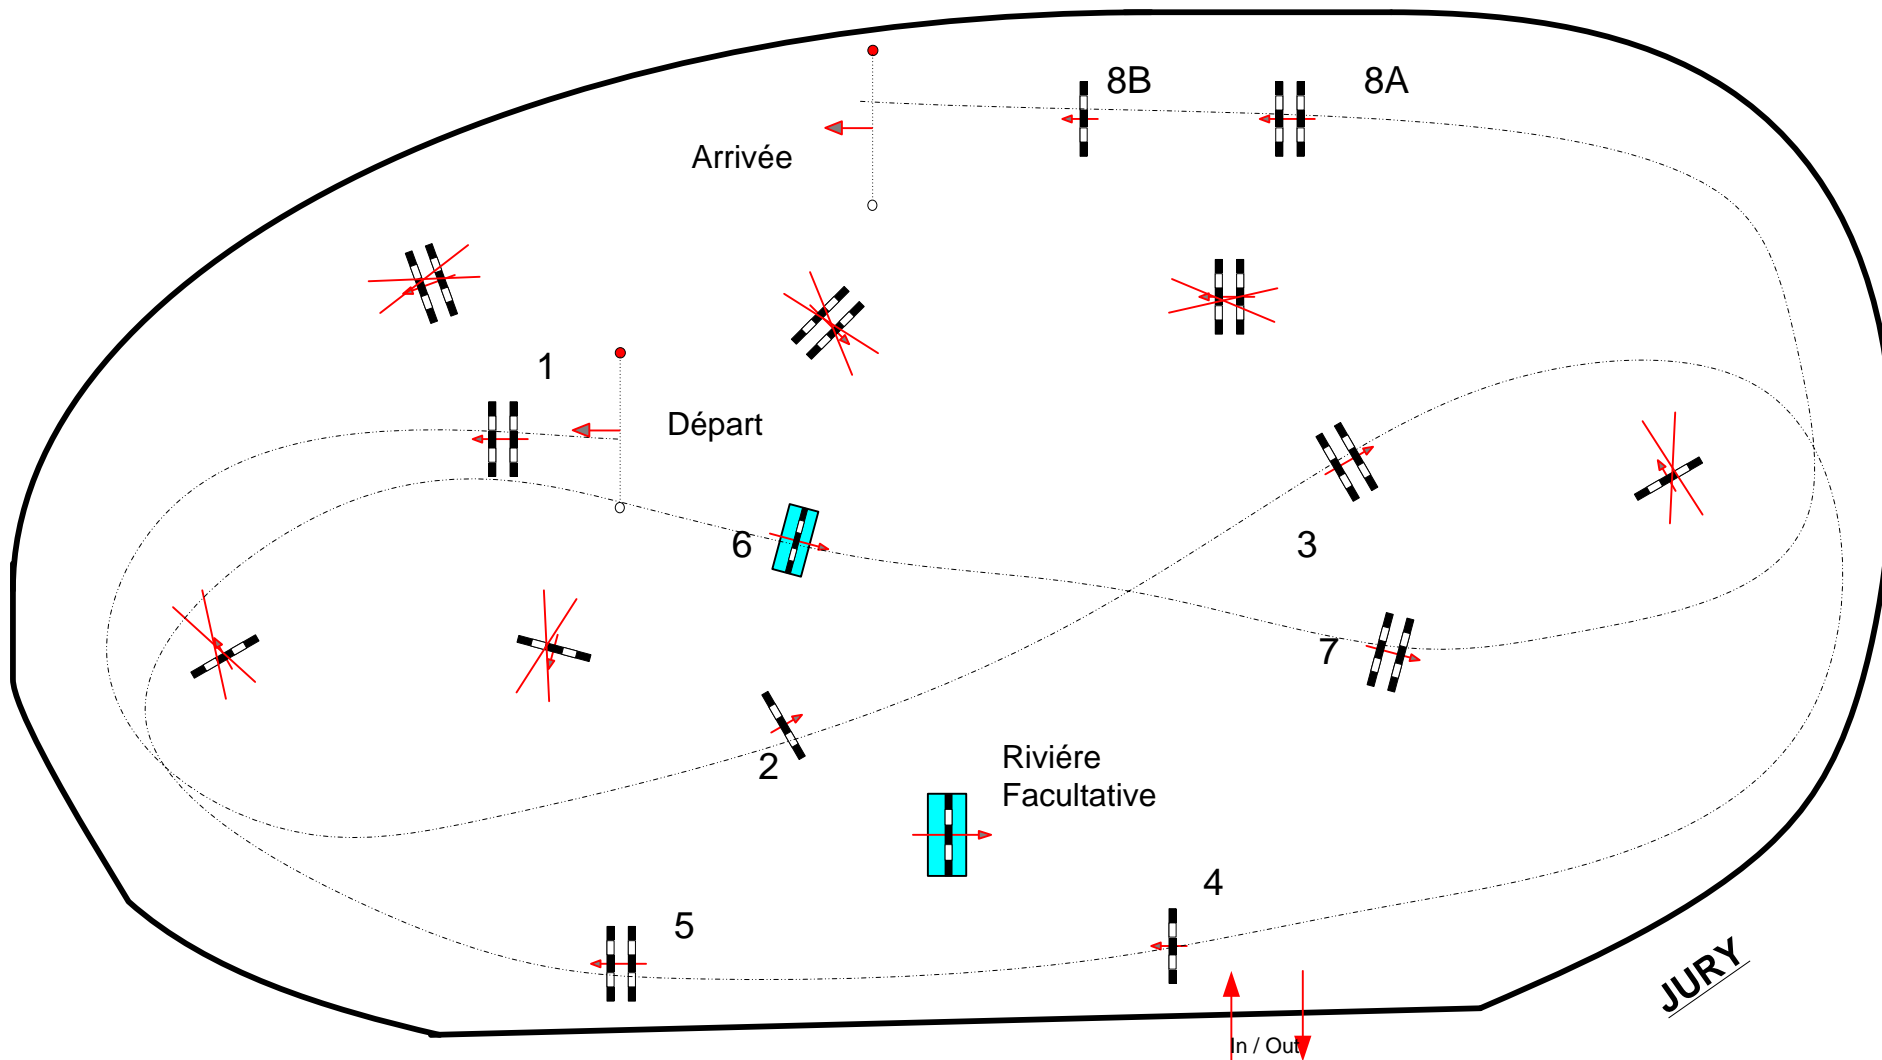 8B
8A
Arrivée
1
Départ
6
3
7
2
Riviére
Facultative
4
5
JURY
In / Out